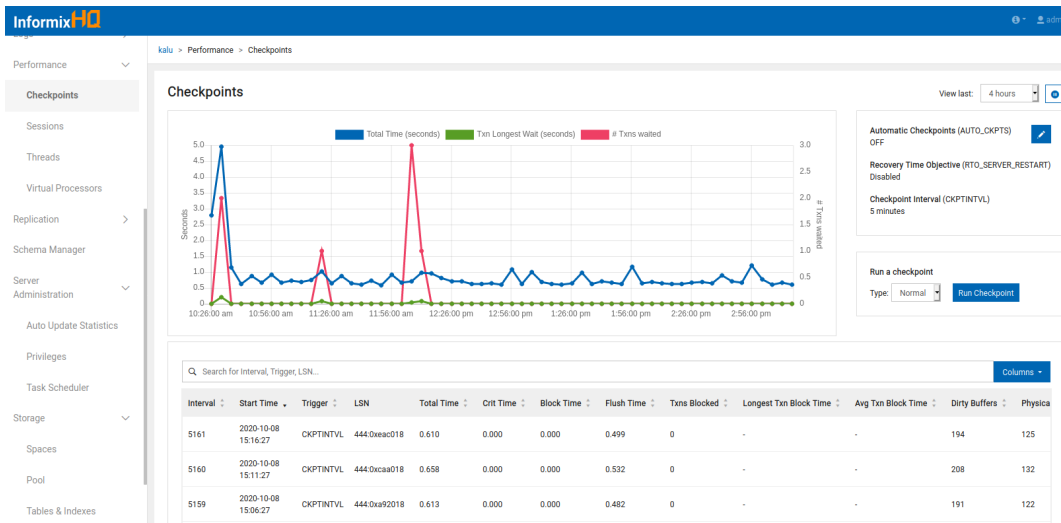 InformixHQ
adm
Logs
kalu > Performance > Checkpoints
Performance
Checkpoints
Sessions
Threads
Virtual Processors
Replication
Schema Manager
Server
Administration
Auto Update Statistics
Privileges
Task Scheduler
Storage
Spaces
Pool
Tables & Indexes
Checkpoints
View last: 4 hours
Total Time (seconds) Txn Longest Wait (seconds) # Txns waited
5.0
4.5
4.0
3.5
3.0
2.5
2.0
1.5
1.0
0.5
0
Seconds
3.0
2.5
2.0
1.5
1.0
0.5
0
# Txns waited
10:26:00 am 10:56:00 am 11:26:00 am 11:56:00 am 12:26:00 pm 12:56:00 pm 1:26:00 pm 1:56:00 pm 2:26:00 pm 2:56:00 pm
Automatic Checkpoints (AUTO_CKPTS)
OFF
Recovery Time Objective (RTO_SERVER_RESTART)
Disabled
Checkpoint Interval (CKPTINTVL)
5 minutes
Run a checkpoint
Type: Normal Run Checkpoint
Search for Interval, Trigger, LSN...
Columns
Interval Start Time Trigger LSN Total Time Crit Time Block Time Flush Time Txns Blocked Longest Txn Block Time Avg Txn Block Time Dirty Buffers Physica
5161 2020-10-08 15:16:27 CKPTINTVL 444:0xeac018 0.610 0.000 0.000 0.499 0 - - 194 125
5160 2020-10-08 15:11:27 CKPTINTVL 444:0xcaa018 0.658 0.000 0.000 0.532 0 - - 208 132
5159 2020-10-08 15:06:27 CKPTINTVL 444:0xa92018 0.613 0.000 0.000 0.482 0 - - 191 122